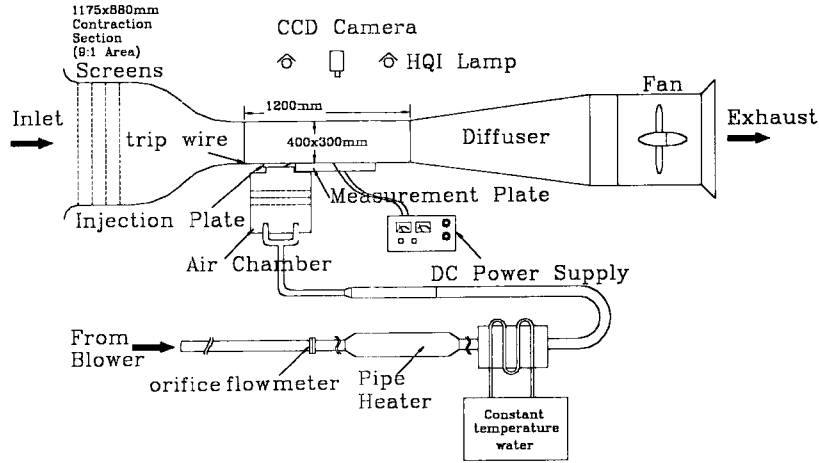 1175x880mm
Contraction
Section
(9:1 Area)
Screens
CCD Camera
HQI Lamp
Fan
1200mm
Inlet
Exhaust
trip wire
400x300mm
Diffuser
Measurement Plate
Injection Plate
Air Chamber
DC Power Supply
From
Blower
orifice flowmeter
Pipe
Heater
Constant
temperature
water